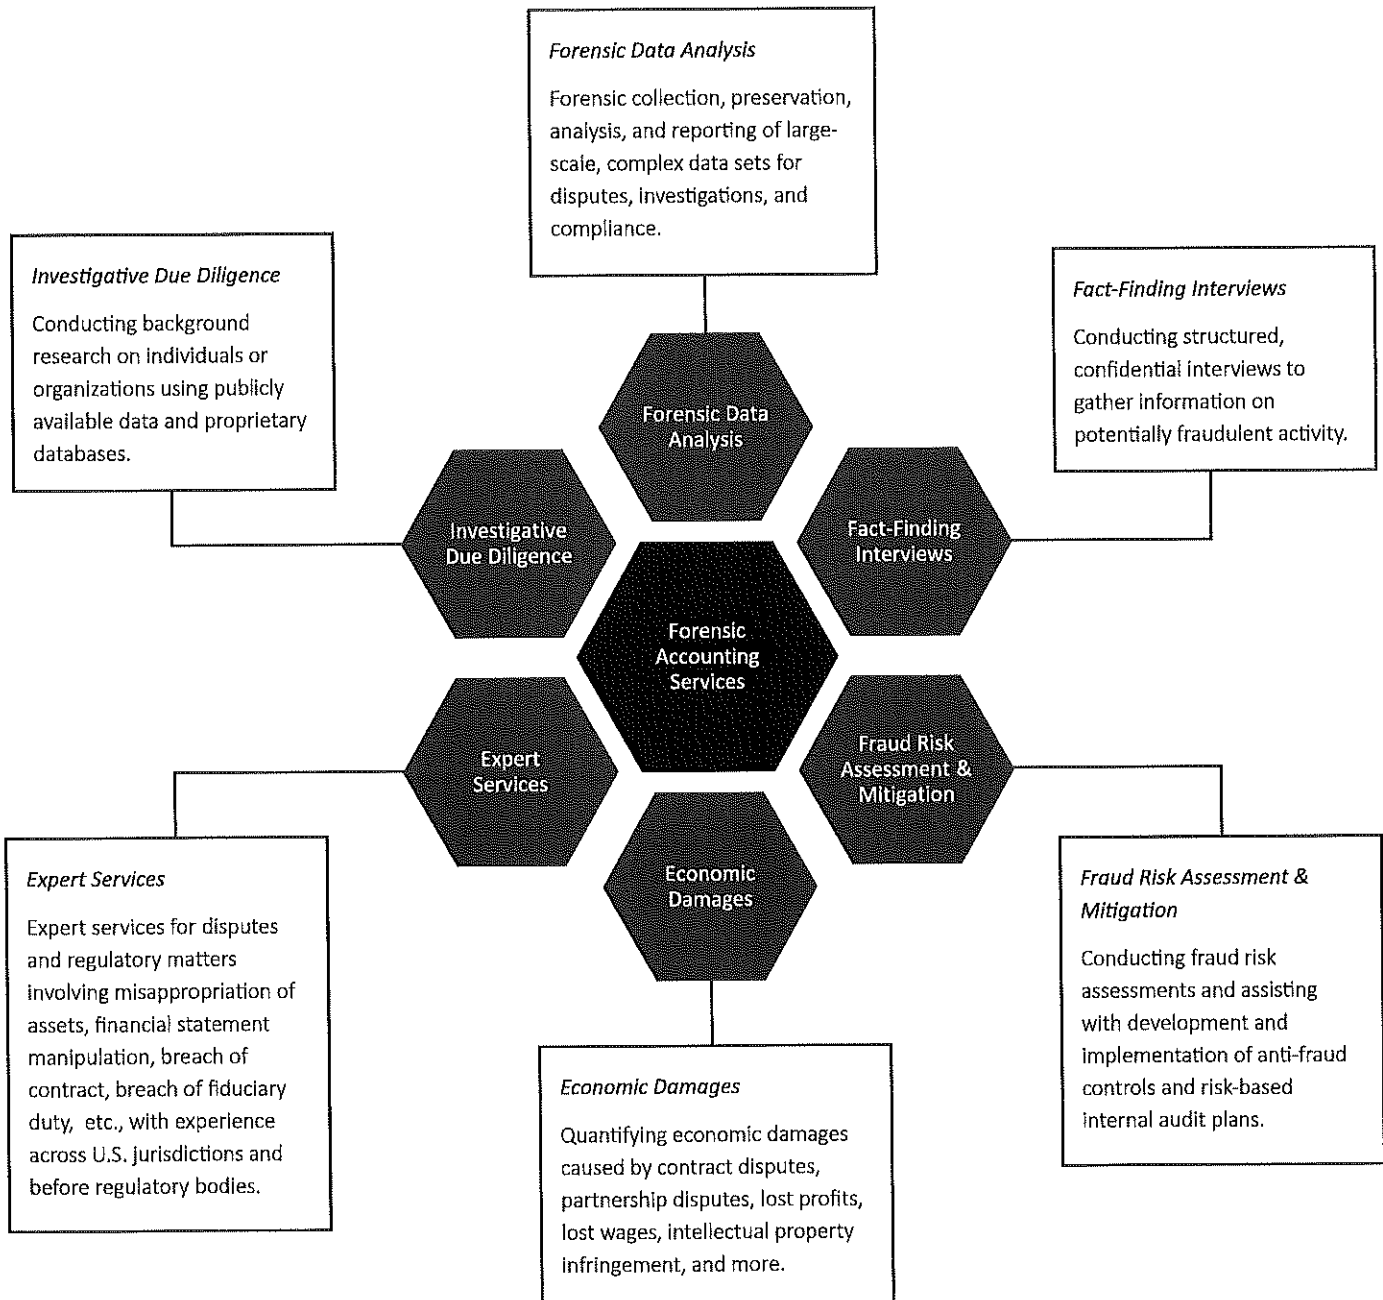 Forensic Data Analysis
Forensic collection, preservation,
analysis, and reporting of large-
scale, complex data sets for
disputes, investigations, and
compliance.
Investigative Due Diligence
Conducting background
research on individuals or
organizations using publicly
available data and proprietary
databases.
Fact-Finding Interviews
Conducting structured,
confidential interviews to
gather information on
potentially fraudulent activity.
Forensic Data
Analysis
Investigative
Due Diligence
Fact-Finding
Interviews
Forensic
Accounting
Services
Expert
Services
Fraud Risk
Assessment &
Mitigation
Economic
Damages
Expert Services
Expert services for disputes
and regulatory matters
involving misappropriation of
assets, financial statement
manipulation, breach of
contract, breach of fiduciary
duty, etc., with experience
across U.S. jurisdictions and
before regulatory bodies.
Economic Damages
Quantifying economic damages
caused by contract disputes,
partnership disputes, lost profits,
lost wages, intellectual property
infringement, and more.
Fraud Risk Assessment &
Mitigation
Conducting fraud risk
assessments and assisting
with development and
implementation of anti-fraud
controls and risk-based
internal audit plans.